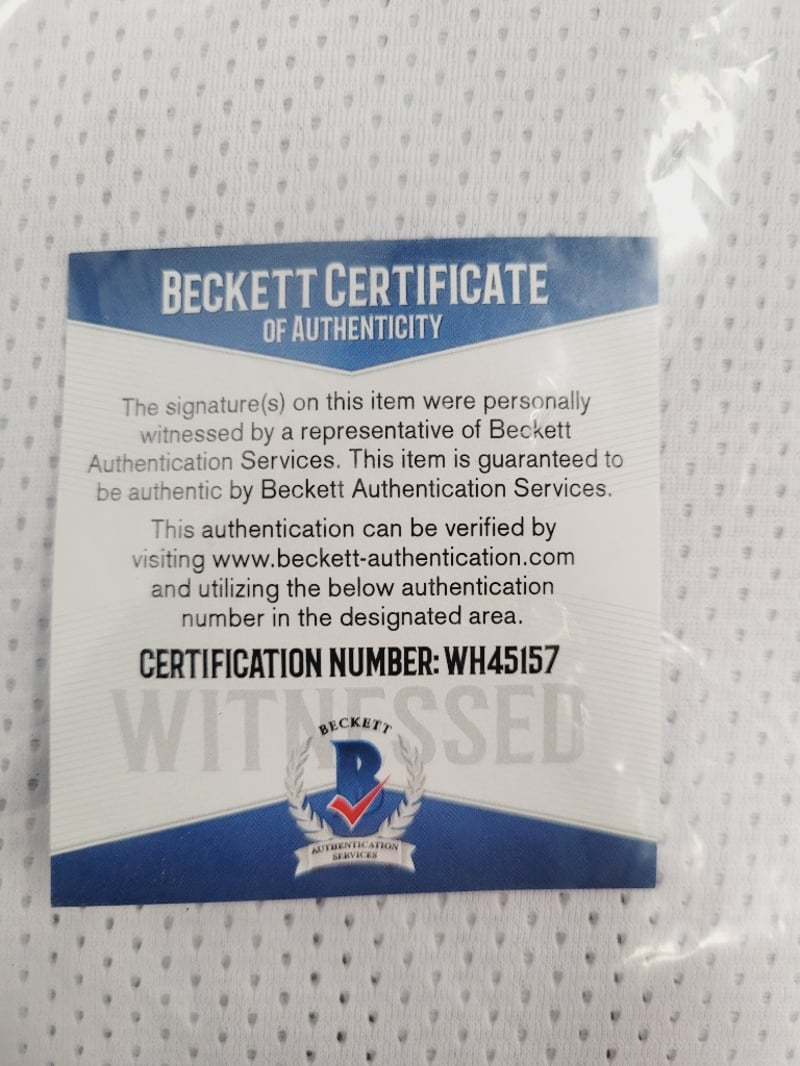 BECKETT CERTIFICATE
OF AUTHENTICITY
The signature(s) on this item were personally
witnessed by a representative of Beckett
Authentication Services. This item is guaranteed to
be authentic by Beckett Authentication Services.
This authentication can be verified by
visiting www.beckett-authentication.com
and utilizing the below authentication
number in the designated area.
CERTIFICATION NUMBER: WH45157
WITNESSED
BECKETT
B
AUTHENTICATION
SERVICES